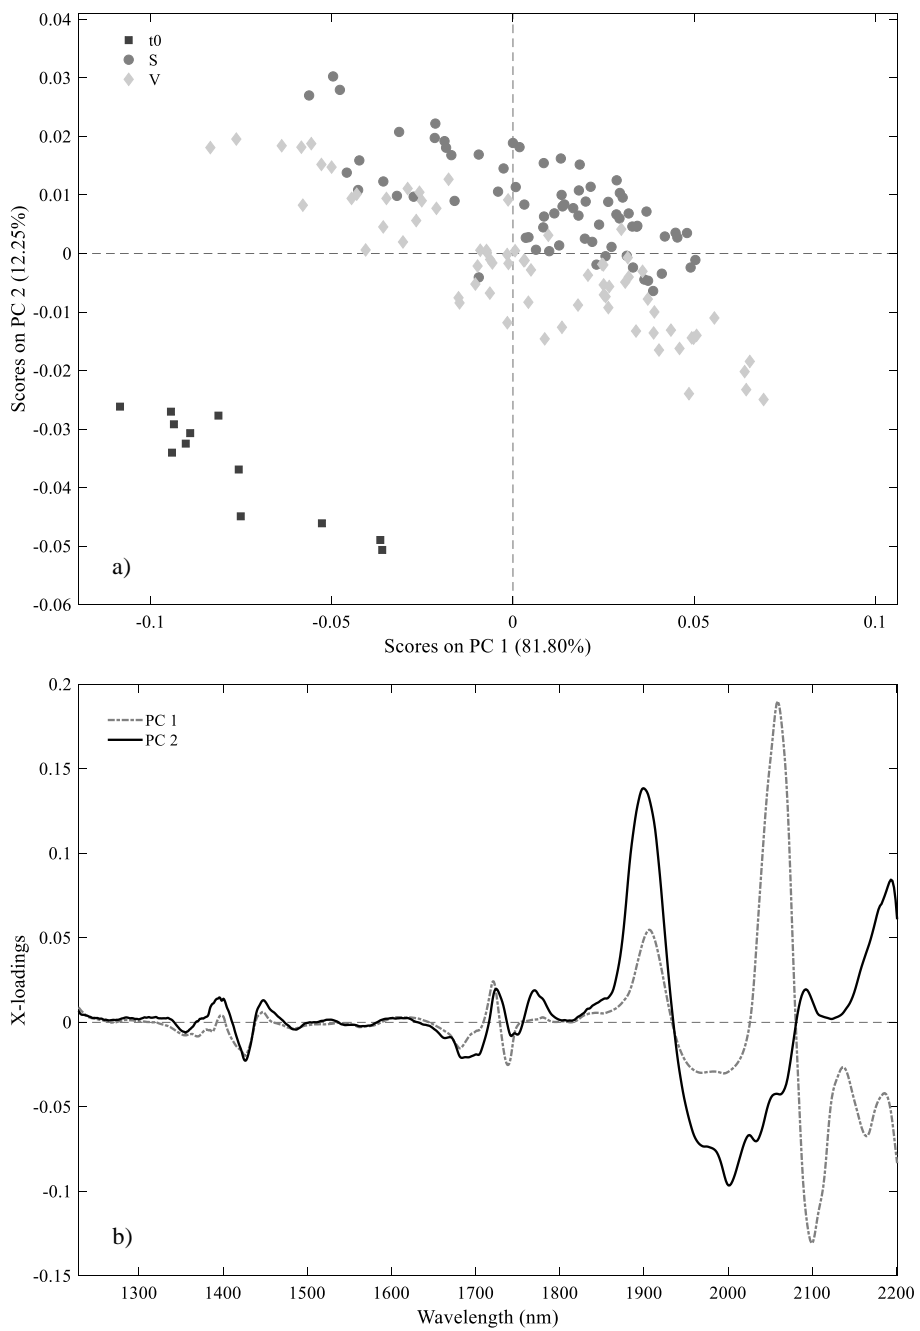 0.04
0.03
0.02
0.01
0
-0.01
-0.02
-0.03
-0.04
-0.05
-0.06
Scores on PC 2 (12.25%)
t0
S
V
a)
-0.1 -0.05 0 0.05 0.1
Scores on PC 1 (81.80%)
0.2
0.15
0.1
0.05
0
-0.05
-0.1
-0.15
X-loadings
PC 1
PC 2
b)
1300 1400 1500 1600 1700 1800 1900 2000 2100 2200
Wavelength (nm)